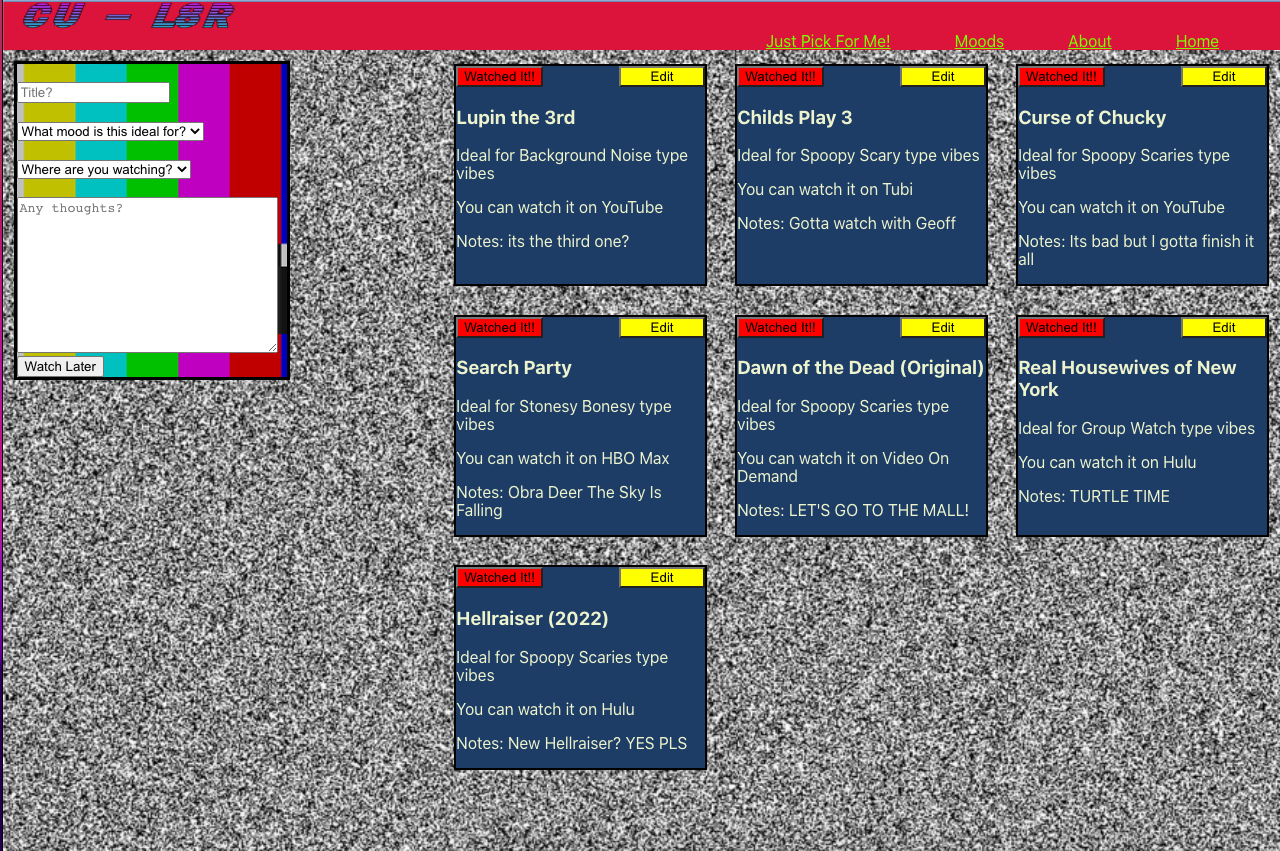 CU - L8R
Just Pick For Me! Moods About Home
Title?
What mood is this ideal for?
Where are you watching?
Any thoughts?
Watch Later
Watched It!! Edit
Lupin the 3rd
Ideal for Background Noise type
vibes
You can watch it on YouTube
Notes: its the third one?
Watched It!! Edit
Childs Play 3
Ideal for Spoopy Scary type vibes
You can watch it on Tubi
Notes: Gotta watch with Geoff
Watched It!! Edit
Curse of Chucky
Ideal for Spoopy Scaries type
vibes
You can watch it on YouTube
Notes: Its bad but I gotta finish it
all
Watched It!! Edit
Search Party
Ideal for Stonesy Bonesy type
vibes
You can watch it on HBO Max
Notes: Obra Deer The Sky Is
Falling
Watched It!! Edit
Dawn of the Dead (Original)
Ideal for Spoopy Scaries type
vibes
You can watch it on Video On
Demand
Notes: LET'S GO TO THE MALL!
Watched It!! Edit
Real Housewives of New
York
Ideal for Group Watch type vibes
You can watch it on Hulu
Notes: TURTLE TIME
Watched It!! Edit
Hellraiser (2022)
Ideal for Spoopy Scaries type
vibes
You can watch it on Hulu
Notes: New Hellraiser? YES PLS